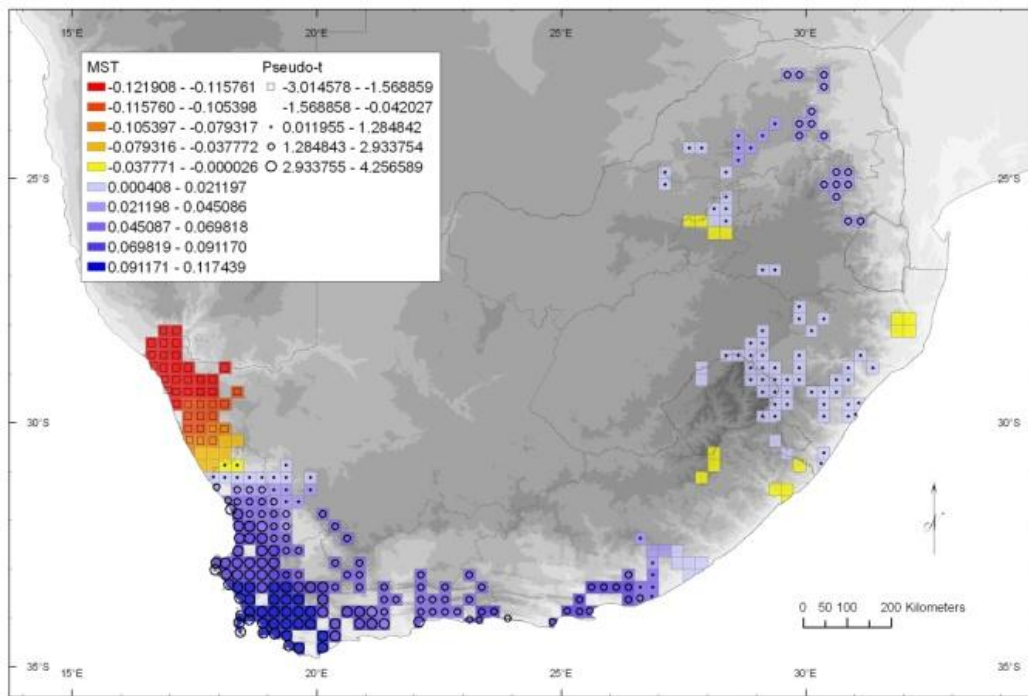 15°E 20°E 30°E
MST Pseudo-t
-0.121908 - -0.115761 -3.014578 - -1.568859
-0.115760 - -0.105398 -1.568858 - -0.042027
-0.105397 - -0.079317 0.011955 - 1.284842
-0.079316 - -0.037772 1.284843 - 2.933754
-0.037771 - -0.000026 2.933755 - 4.256589
0.000408 - 0.021197
0.021198 - 0.045086
0.045087 - 0.069818
0.069819 - 0.091170
0.091171 - 0.117439
25°S 25°S
30°S 30°S
0 50 100 200 Kilometers
35°S 35°S
15°E 20°E 25°E 30°E